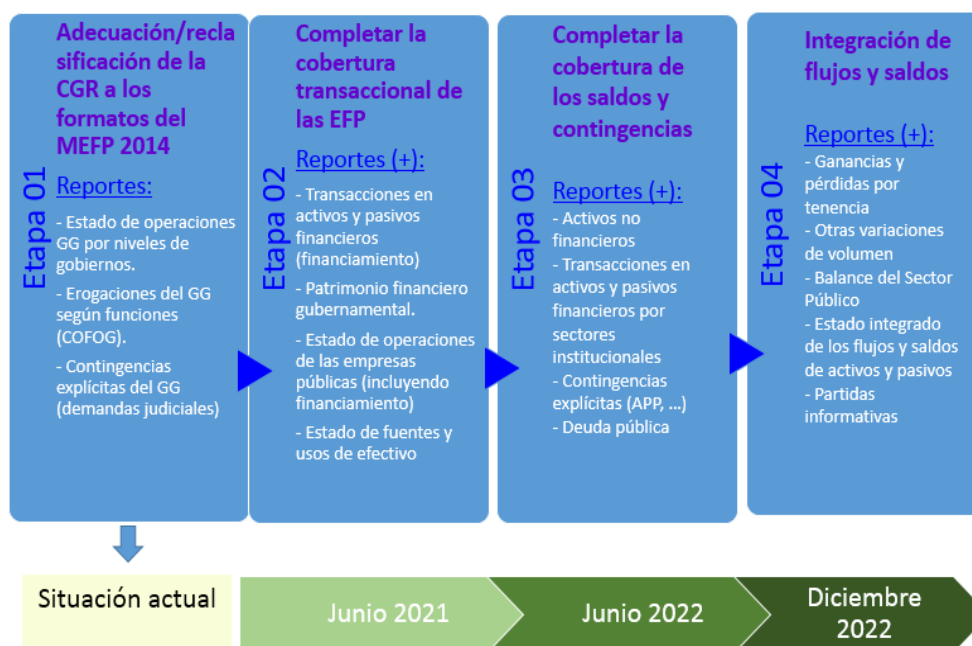 Etapa 01
Adecuación/recla
sificación de la
CGR a los
formatos del
MEFP 2014
Reportes:
- Estado de operaciones
GG por niveles de
gobiernos.
- Erogaciones del GG
según funciones
(COFOG).
- Contingencias
explícitas del GG
(demandas judiciales)
Etapa 02
Completar la
cobertura
transaccional de
las EFP
Reportes (+):
- Transacciones en
activos y pasivos
financieros
(financiamiento)
- Patrimonio financiero
gubernamental.
- Estado de operaciones
de las empresas
públicas (incluyendo
financiamiento)
- Estado de fuentes y
usos de efectivo
Etapa 03
Completar la
cobertura de
los saldos y
contingencias
Reportes (+):
- Activos no
financieros
- Transacciones en
activos y pasivos
financieros por
sectores
institucionales
- Contingencias
explícitas (APP, ...)
- Deuda pública
Etapa 04
Integración de
flujos y saldos
Reportes (+):
- Ganancias y
pérdidas por
tenencia
- Otras variaciones
de volumen
- Balance del Sector
Público
- Estado integrado
de los flujos y saldos
de activos y pasivos
- Partidas
informativas
Situación actual
Junio 2021
Junio 2022
Diciembre
2022